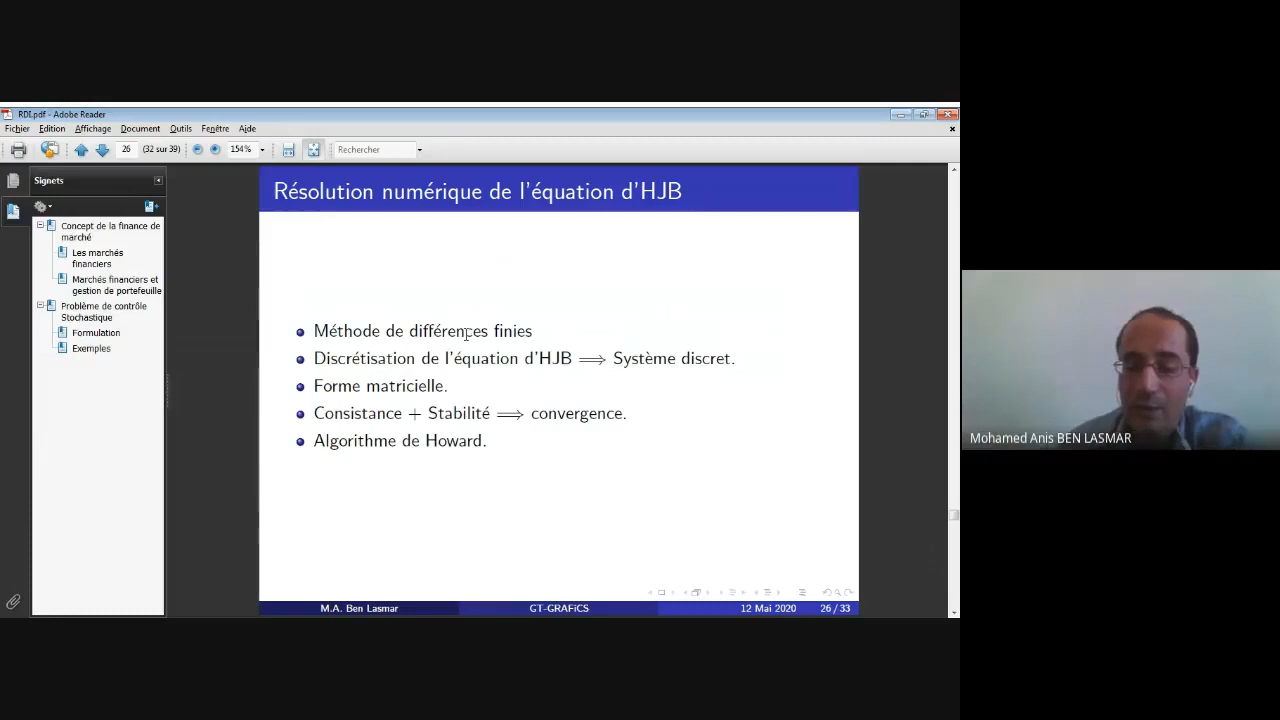 RDI.pdf - Adobe Reader
Fichier Edition Affichage Document Outils Fenêtre Aide
26 (32 sur 39) 154% Rechercher
Signets
Concept de la finance de
marché
Les marchés
financiers
Marchés financiers et
gestion de portefeuille
Problème de contrôle
Stochastique
Formulation
Exemples
Résolution numérique de l'équation d'HJB
Méthode de différences finies
Discrétisation de l'équation d'HJB ⟹ Système discret.
Forme matricielle.
Consistance + Stabilité ⟹ convergence.
Algorithme de Howard.
M.A. Ben Lasmar GT-GRAFiCS 12 Mai 2020 26 / 33
Mohamed Anis BEN LASMAR